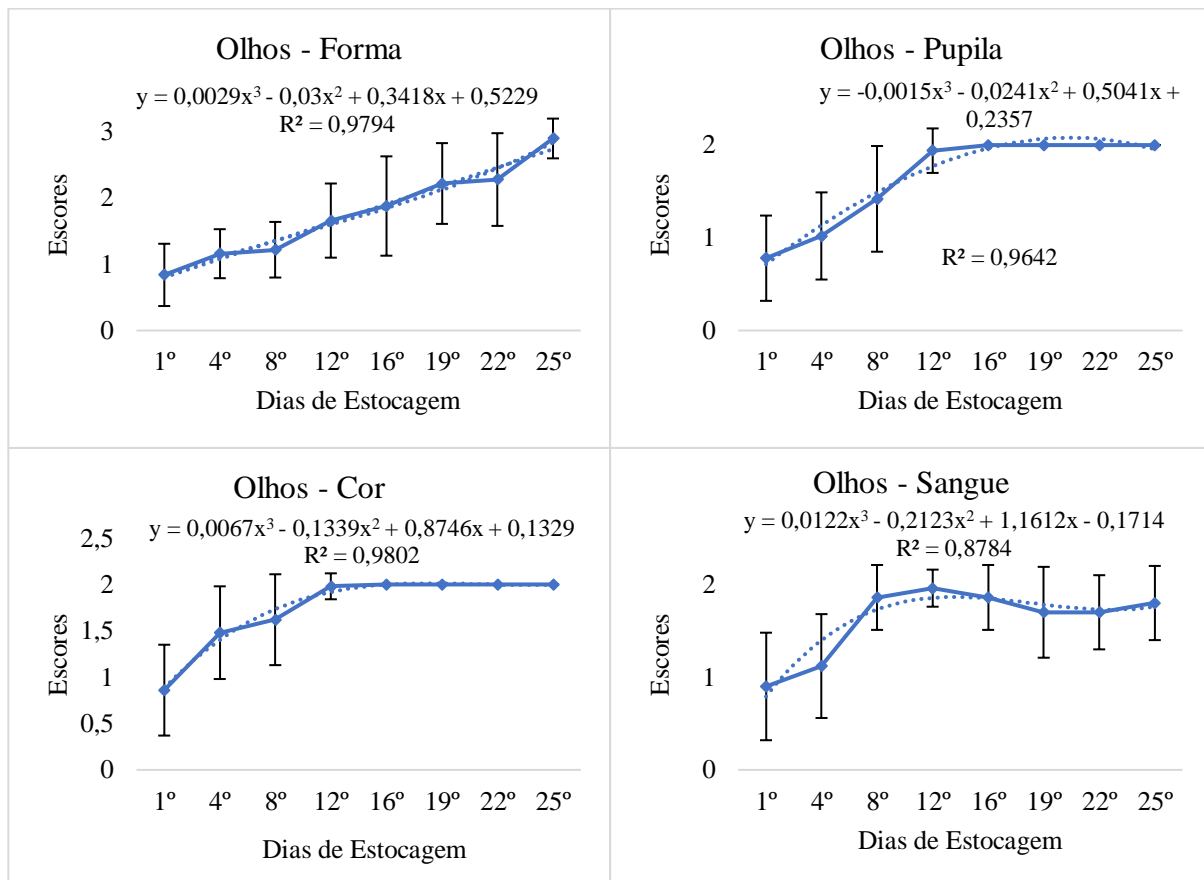 Olhos - Forma
y = 0,0029x³ - 0,03x² + 0,3418x + 0,5229
R² = 0,9794
3
2
1
0
Escores
1º 4º 8º 12º 16º 19º 22º 25º
Dias de Estocagem
Olhos - Pupila
y = -0,0015x³ - 0,0241x² + 0,5041x +
0,2357
2
1
0
R² = 0,9642
Escores
1º 4º 8º 12º 16º 19º 22º 25º
Dias de Estocagem
Olhos - Cor
y = 0,0067x³ - 0,1339x² + 0,8746x + 0,1329
R² = 0,9802
2,5
2
1,5
1
0,5
0
Escores
1º 4º 8º 12º 16º 19º 22º 25º
Dias de Estocagem
Olhos - Sangue
y = 0,0122x³ - 0,2123x² + 1,1612x - 0,1714
R² = 0,8784
2
1
0
Escores
1º 4º 8º 12º 16º 19º 22º 25º
Dias de Estocagem